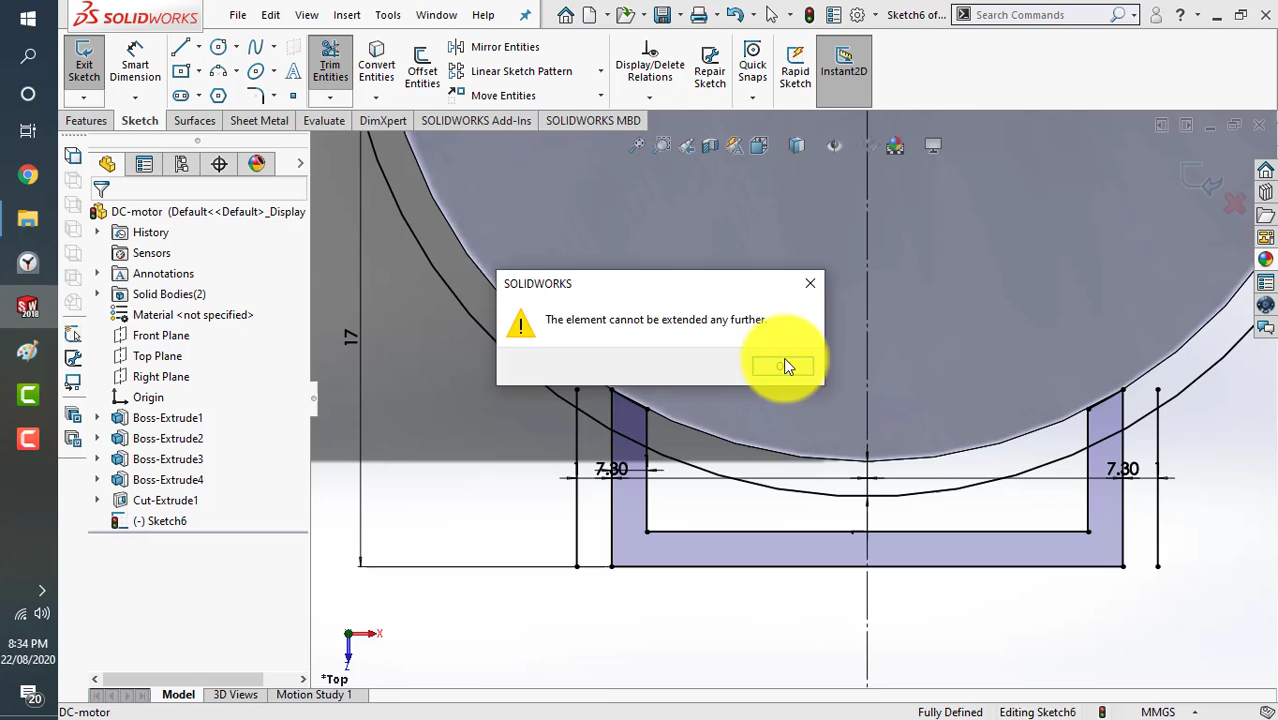 SOLIDWORKS
File
Edit
View
Insert
Tools
Window
Help
Sketch6 of...
Search Commands
Exit Sketch
Smart Dimension
Trim Entities
Convert Entities
Offset Entities
Mirror Entities
Linear Sketch Pattern
Move Entities
Display/Delete Relations
Repair Sketch
Quick Snaps
Rapid Sketch
Instant2D
Features
Sketch
Surfaces
Sheet Metal
Evaluate
DimXpert
SOLIDWORKS Add-Ins
SOLIDWORKS MBD
DC-motor (Default<<Default>_Display
History
Sensors
Annotations
Solid Bodies(2)
Material <not specified>
Front Plane
Top Plane
Right Plane
Origin
Boss-Extrude1
Boss-Extrude2
Boss-Extrude3
Boss-Extrude4
Cut-Extrude1
(-) Sketch6
SOLIDWORKS
The element cannot be extended any further.
17
7.30
7.30
1
1
X
Z
*Top
8:34 PM
22/08/2020
20
Model
3D Views
Motion Study 1
DC-motor
Fully Defined
Editing Sketch6
MMGS